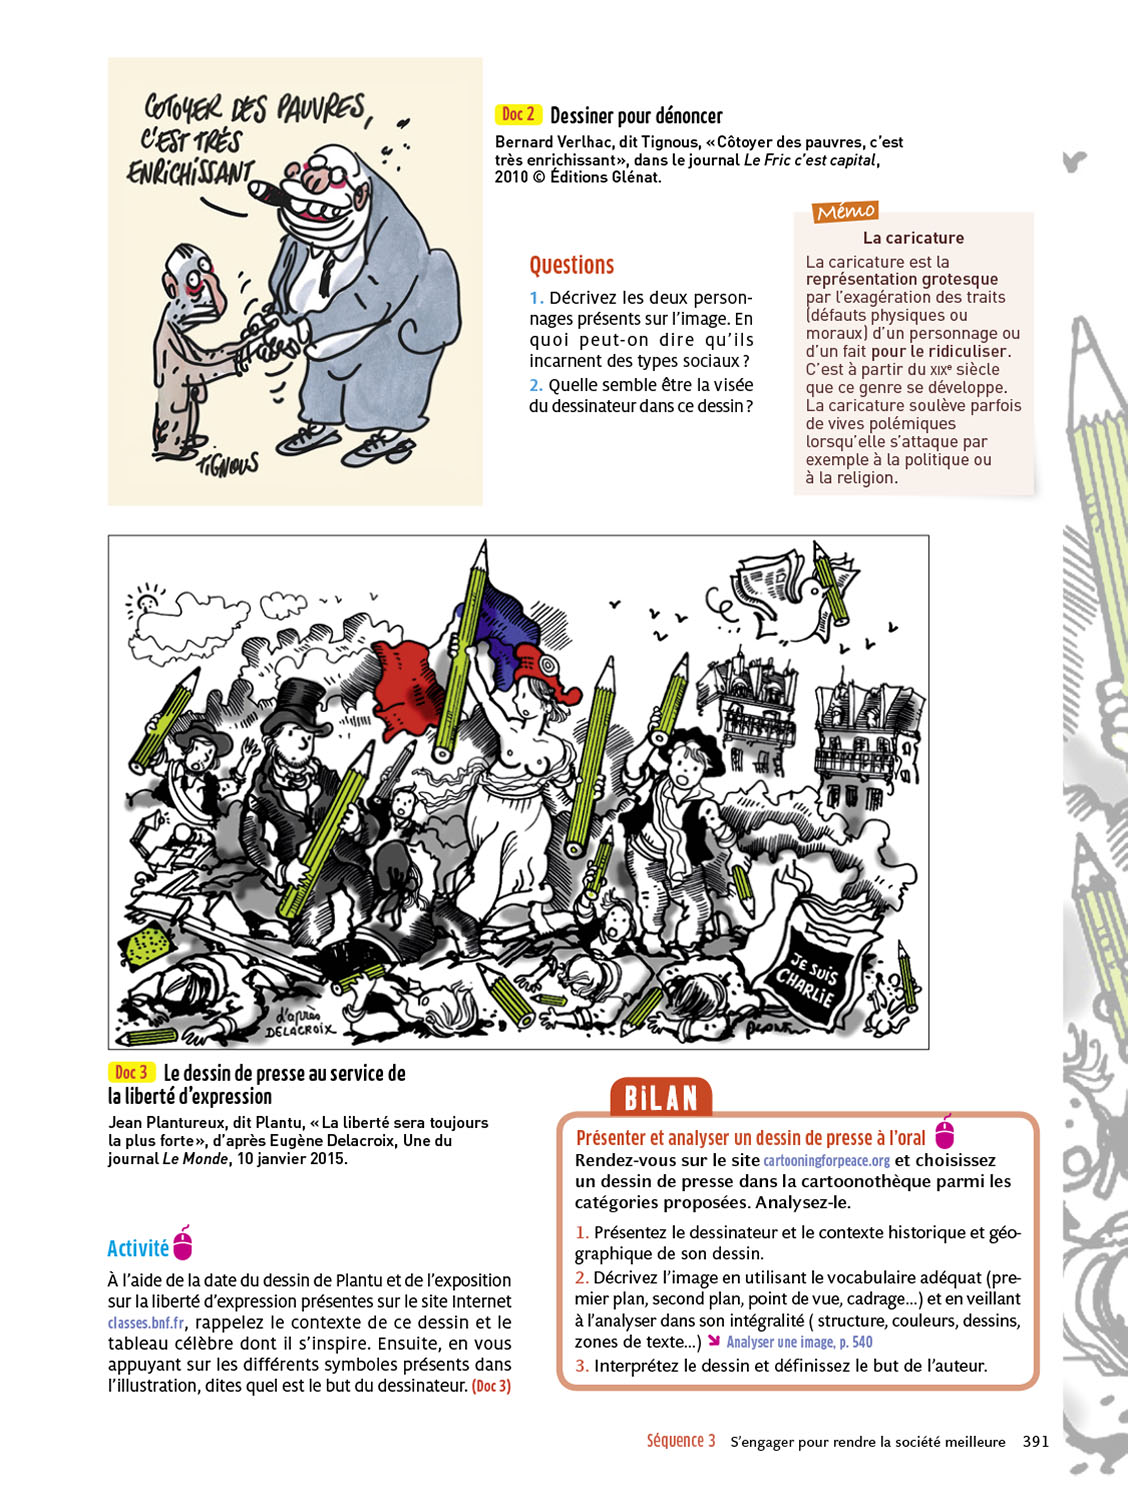 COTOYER DES PAUVRES,
C'EST TRÈS
ENRICHISSANT
TIGNOUS
Doc 2 Dessiner pour dénoncer
Bernard Verlhac, dit Tignous, «Côtoyer des pauvres, c'est
très enrichissant», dans le journal Le Fric c'est capital,
2010 © Éditions Glénat.
Questions
1. Décrivez les deux person-
nages présents sur l'image. En
quoi peut-on dire qu'ils
incarnent des types sociaux ?
2. Quelle semble être la visée
du dessinateur dans ce dessin ?
Mémo
La caricature
La caricature est la
représentation grotesque
par l'exagération des traits
(défauts physiques ou
moraux) d'un personnage ou
d'un fait pour le ridiculiser.
C'est à partir du XIXe siècle
que ce genre se développe.
La caricature soulève parfois
de vives polémiques
lorsqu'elle s'attaque par
exemple à la politique ou
à la religion.
JE SUIS
CHARLIE
d'après
DELACROIX
Plantu
Doc 3 Le dessin de presse au service de
la liberté d'expression
Jean Plantureux, dit Plantu, «La liberté sera toujours
la plus forte», d'après Eugène Delacroix, Une du
journal Le Monde, 10 janvier 2015.
Activité
À l'aide de la date du dessin de Plantu et de l'exposition
sur la liberté d'expression présentes sur le site Internet
classes.bnf.fr, rappelez le contexte de ce dessin et le
tableau célèbre dont il s'inspire. Ensuite, en vous
appuyant sur les différents symboles présents dans
l'illustration, dites quel est le but du dessinateur. (Doc 3)
BiLAN
Présenter et analyser un dessin de presse à l'oral
Rendez-vous sur le site cartooningforpeace.org et choisissez
un dessin de presse dans la cartoonothèque parmi les
catégories proposées. Analysez-le.
1. Présentez le dessinateur et le contexte historique et géo-
graphique de son dessin.
2. Décrivez l'image en utilisant le vocabulaire adéquat (pre-
mier plan, second plan, point de vue, cadrage...) et en veillant
à l'analyser dans son intégralité ( structure, couleurs, dessins,
zones de texte...) Analyser une image, p. 540
3. Interprétez le dessin et définissez le but de l'auteur.
Séquence 3 S'engager pour rendre la société meilleure 391